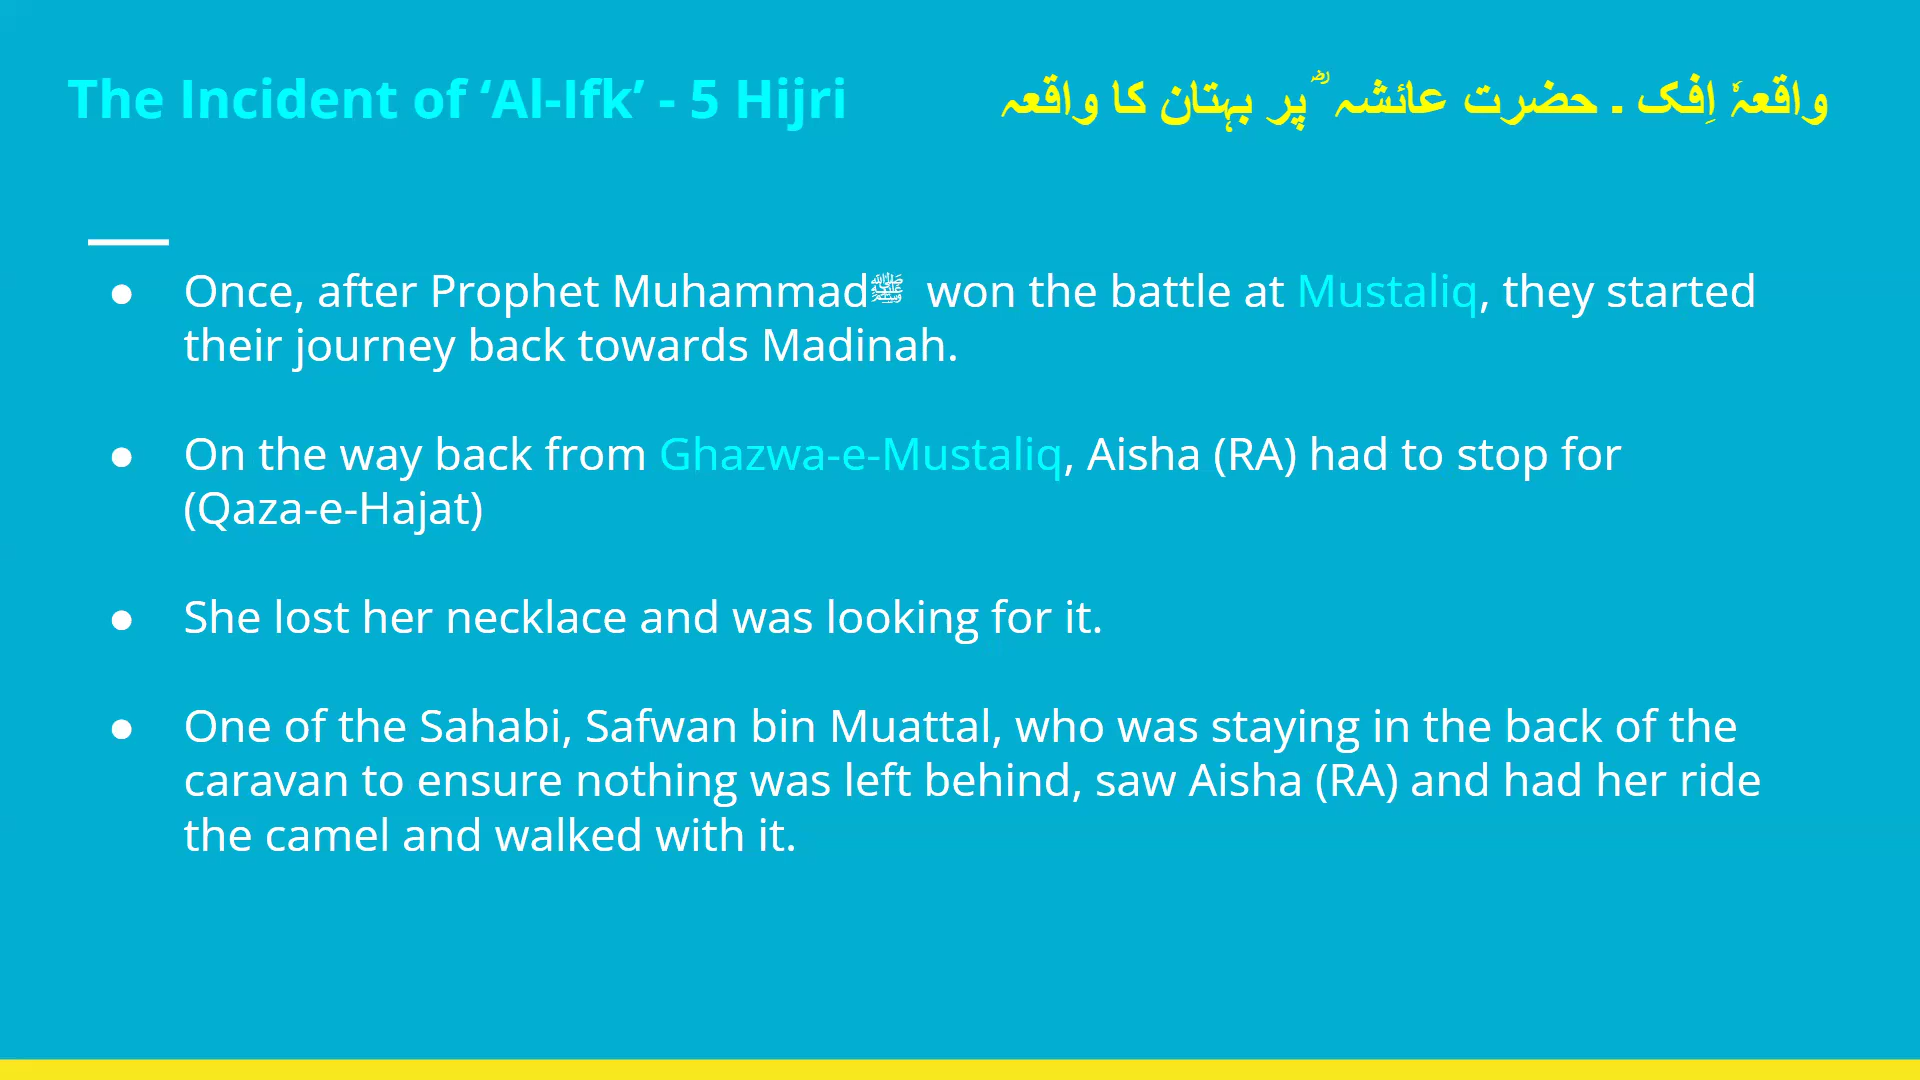 The Incident of ‘Al-Ifk’ - 5 Hijri
واقعہٗ اِفک ۔ حضرت عائشہ ؓ پر بہتان کا واقعہ
● Once, after Prophet Muhammadﷺ won the battle at Mustaliq, they started
their journey back towards Madinah.
● On the way back from Ghazwa-e-Mustaliq, Aisha (RA) had to stop for
(Qaza-e-Hajat)
● She lost her necklace and was looking for it.
● One of the Sahabi, Safwan bin Muattal, who was staying in the back of the
caravan to ensure nothing was left behind, saw Aisha (RA) and had her ride
the camel and walked with it.